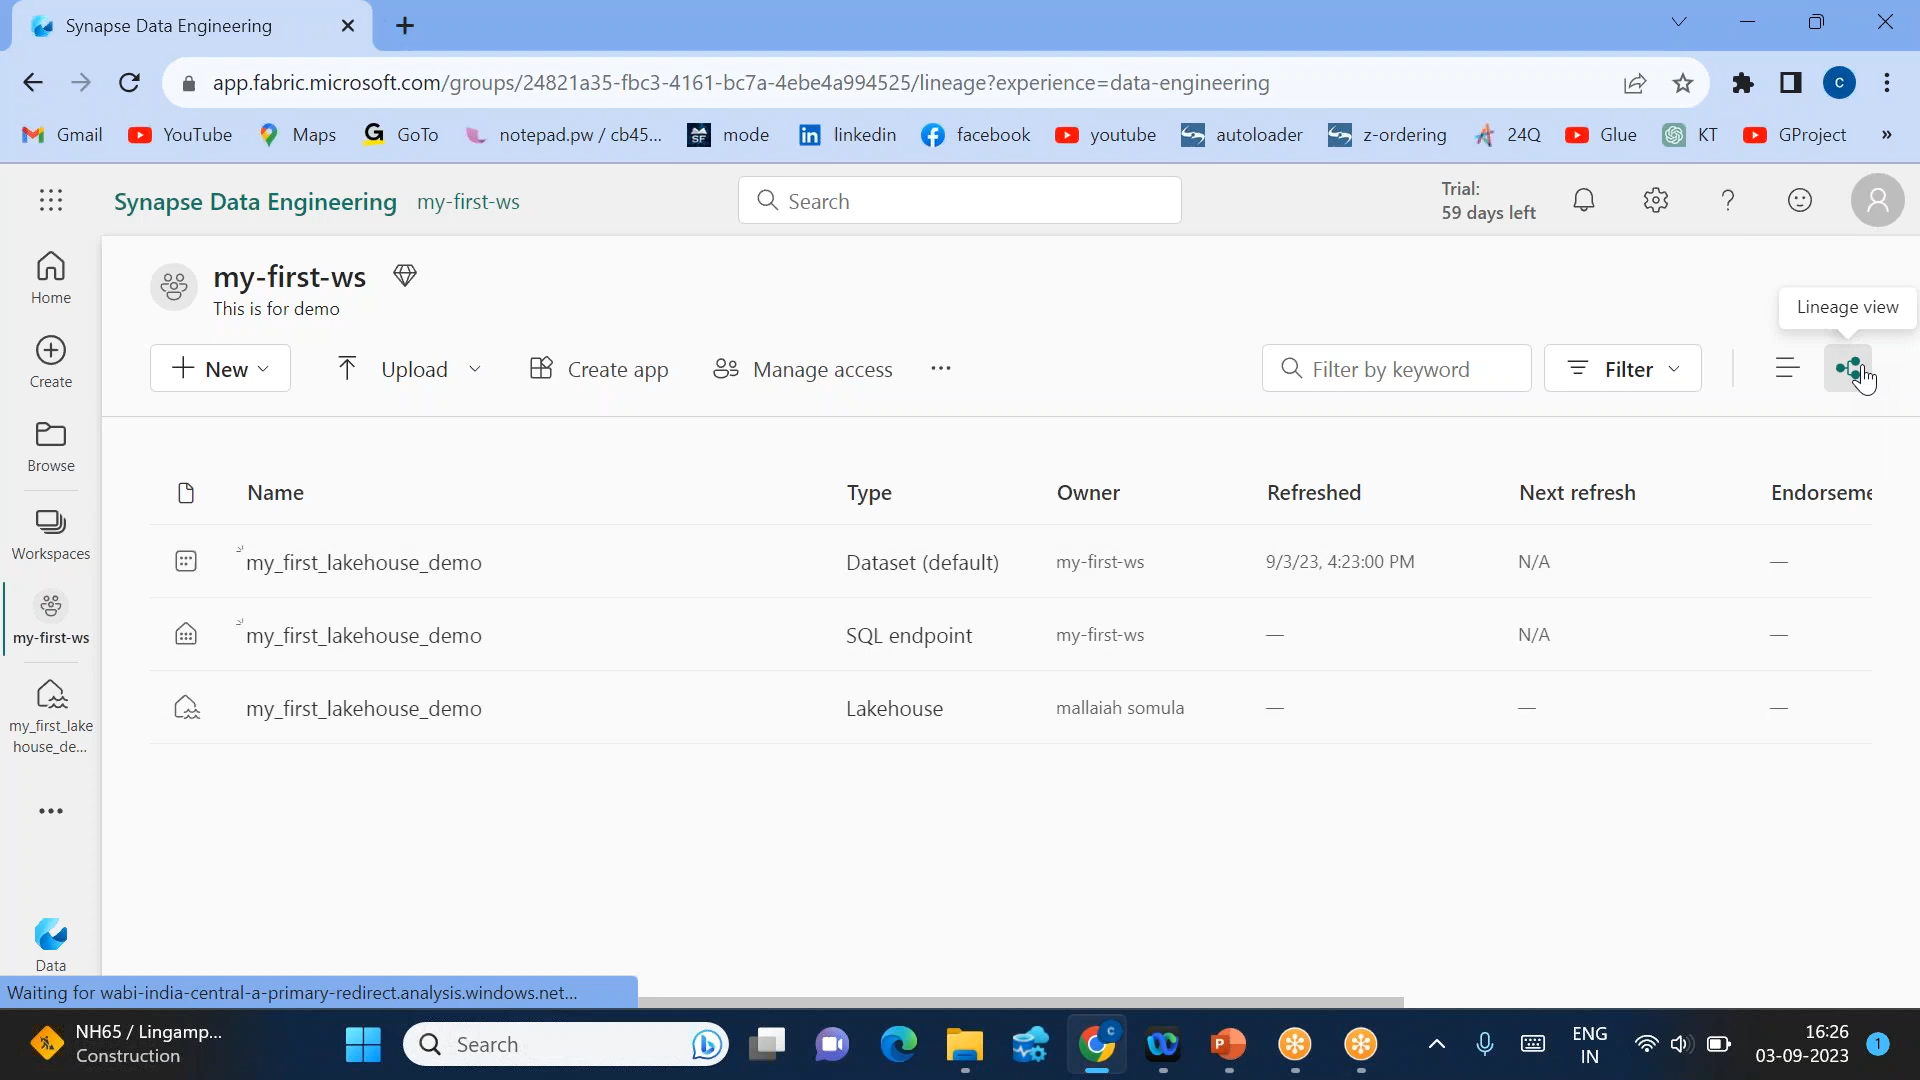 Synapse Data Engineering
app.fabric.microsoft.com/groups/24821a35-fbc3-4161-bc7a-4ebe4a994525/lineage?experience=data-engineering
c
Gmail YouTube Maps GoTo notepad.pw / cb45... mode linkedin facebook youtube autoloader z-ordering 24Q Glue KT GProject »
Synapse Data Engineering my-first-ws Search Trial: 59 days left
Home
Create
Browse
Workspaces
my-first-ws
my_first_lake
house_de...
Data
my-first-ws
This is for demo
Lineage view
New Upload Create app Manage access ... Filter by keyword Filter
Name Type Owner Refreshed Next refresh Endorseme
my_first_lakehouse_demo Dataset (default) my-first-ws 9/3/23, 4:23:00 PM N/A —
my_first_lakehouse_demo SQL endpoint my-first-ws — N/A —
my_first_lakehouse_demo Lakehouse mallaiah somula — — —
Waiting for wabi-india-central-a-primary-redirect.analysis.windows.net...
NH65 / Lingamp...
Construction
Search
ENG
IN
16:26
03-09-2023
1